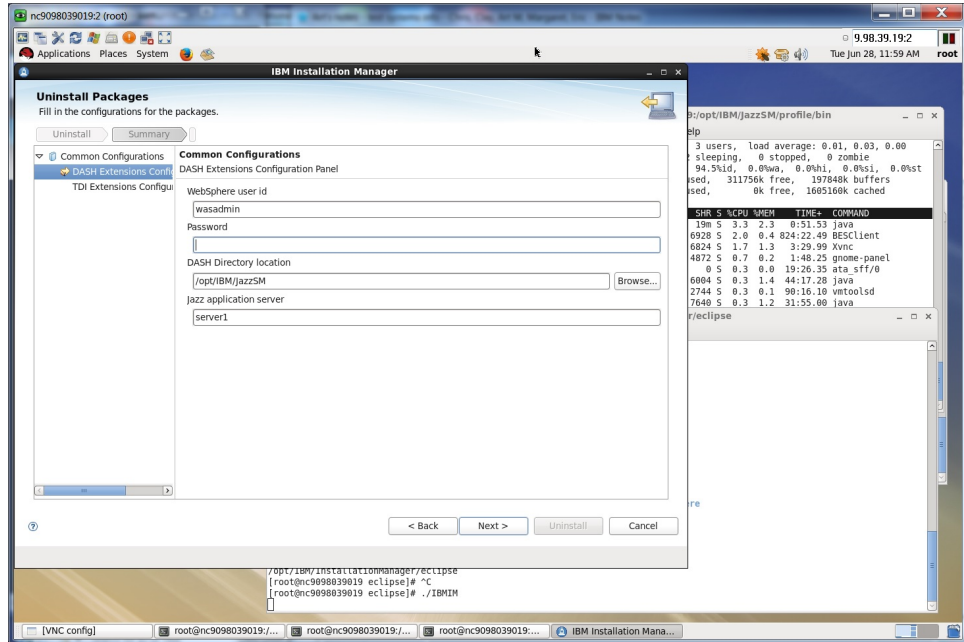 nc9098039019:2 (root)
9.98.39.19:2
Applications Places System
Tue Jun 28, 11:59 AM root
IBM Installation Manager
Uninstall Packages
Fill in the configurations for the packages.
Uninstall
Summary
Common Configurations
DASH Extensions Confi
TDI Extensions Configu
Common Configurations
DASH Extensions Configuration Panel
WebSphere user id
wasadmin
Password
DASH Directory location
/opt/IBM/JazzSM
Browse...
Jazz application server
server1
< Back
Next >
Uninstall
Cancel
9:/opt/IBM/JazzSM/profile/bin
elp
3 users, load average: 0.01, 0.03, 0.00
sleeping, 0 stopped, 0 zombie
94.5%id, 0.0%wa, 0.0%hi, 0.0%si, 0.0%st
used, 311756k free, 197848k buffers
used, 0k free, 1605160k cached
SHR S %CPU %MEM TIME+ COMMAND
19m S 3.3 2.3 0:51.53 java
6928 S 2.0 0.4 824:22.49 BESClient
6824 S 1.7 1.3 3:29.99 Xvnc
4872 S 0.7 0.2 1:48.25 gnome-panel
0 S 0.3 0.0 19:26.35 ata_sff/0
6004 S 0.3 1.4 44:17.28 java
2744 S 0.3 0.1 90:16.10 vmtoolsd
7640 S 0.3 1.2 31:55.00 java
r/eclipse
ere
/opt/IBM/InstallationManager/eclipse
[root@nc9098039019 eclipse]# ^C
[root@nc9098039019 eclipse]# ./IBMIM
[VNC config]
root@nc9098039019:/...
root@nc9098039019:/...
root@nc9098039019:...
IBM Installation Mana...